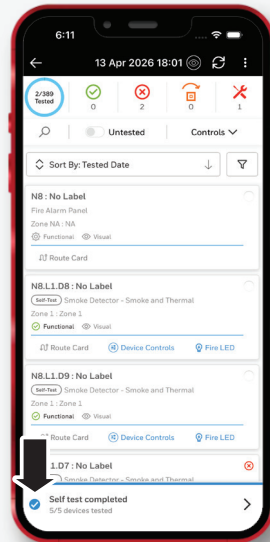 6:11
13 Apr 2026 18:01
2/389
Tested
0
2
0
1
Untested
Controls
Sort By: Tested Date
N8 : No Label
Fire Alarm Panel
Zone NA : NA
Functional Visual
Route Card
N8.L1.D8 : No Label
Self-Test Smoke Detector - Smoke and Thermal
Zone 1 : Zone 1
Functional Visual
Route Card Device Controls Fire LED
N8.L1.D9 : No Label
Self-Test Smoke Detector - Smoke and Thermal
Zone 1 : Zone 1
Functional Visual
Route Card Device Controls Fire LED
1.D7 : No Label
Smoke Detector - Smoke and Thermal
Self test completed
5/5 devices tested